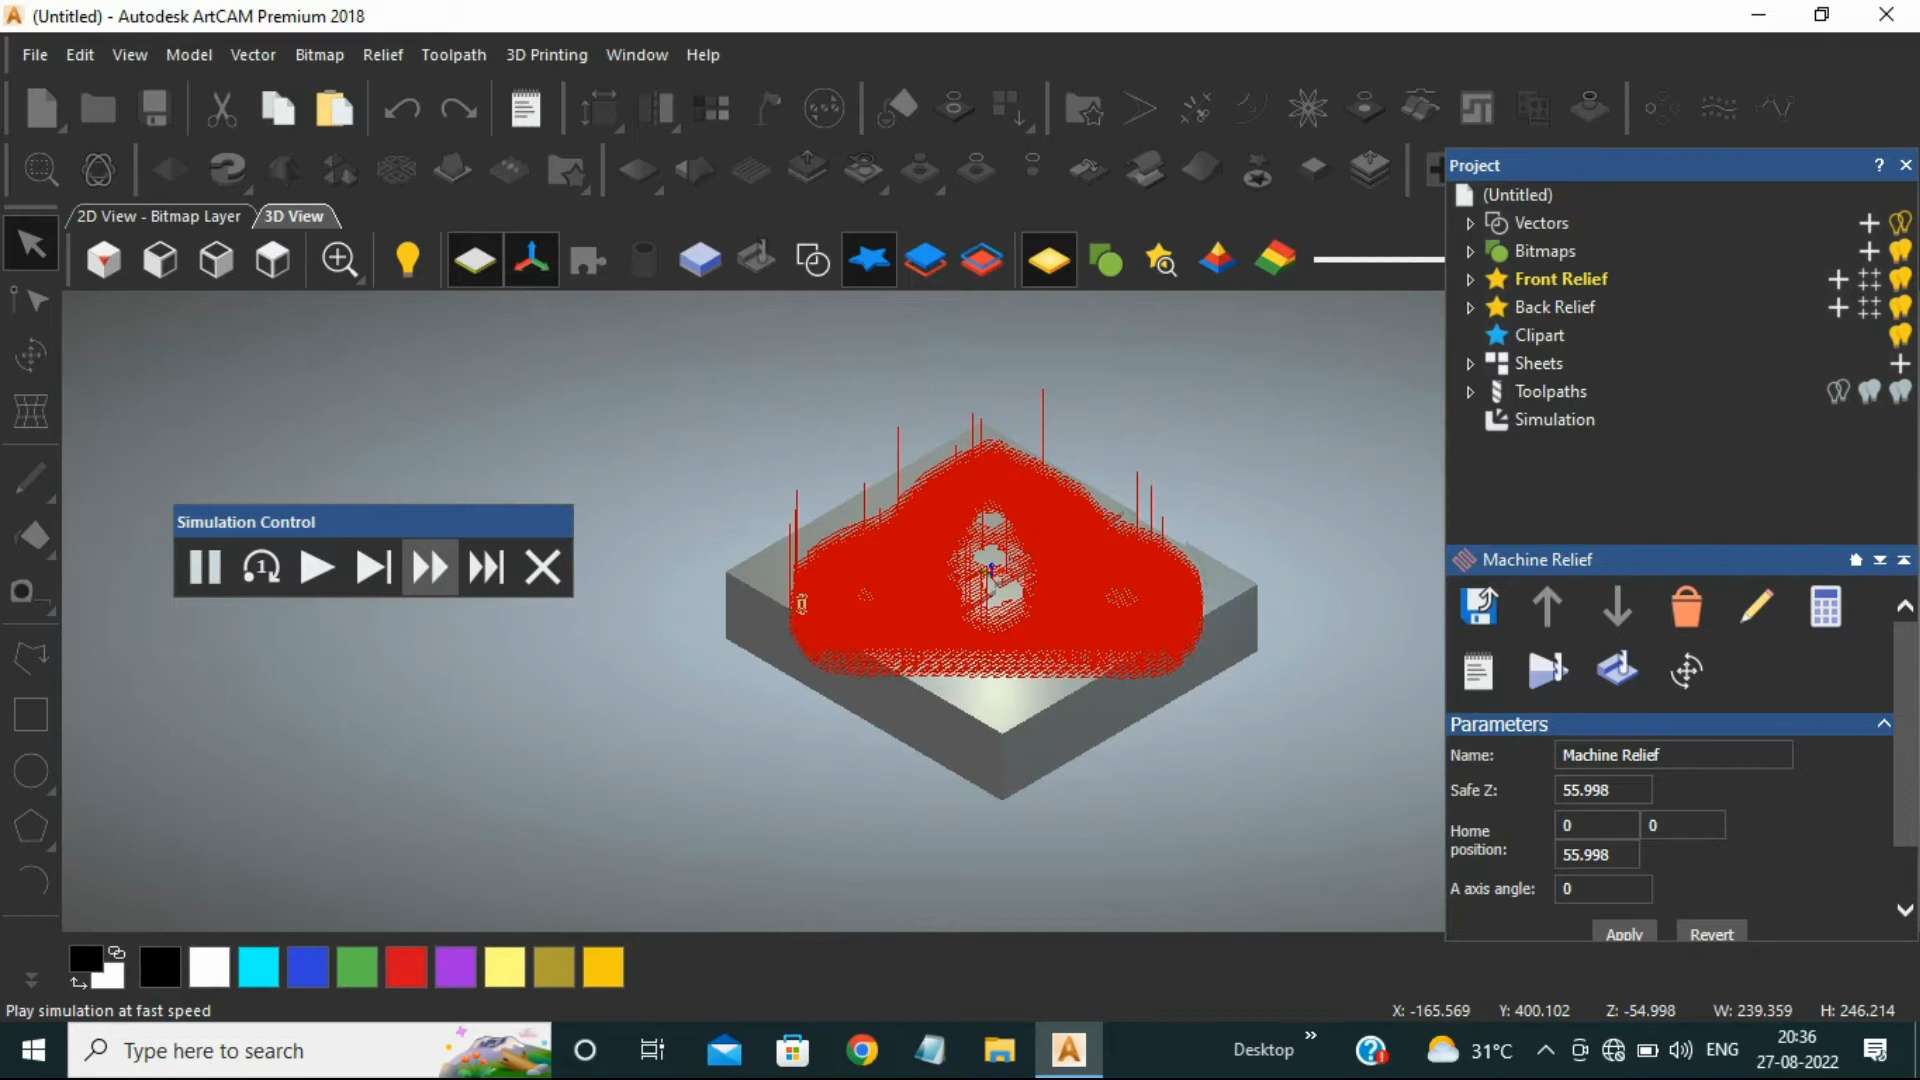 (Untitled) - Autodesk ArtCAM Premium 2018
File Edit View Model Vector Bitmap Relief Toolpath 3D Printing Window Help
Project
(Untitled)
2D View - Bitmap Layer 3D View
Vectors
Bitmaps
Front Relief
Back Relief
Clipart
Sheets
Toolpaths
Simulation
Simulation Control
1
Machine Relief
Parameters
Name: Machine Relief
Safe Z: 55.998
Home position: 0 0
55.998
A axis angle: 0
Apply Revert
Play simulation at fast speed
X: -165.569 Y: 400.102 Z: -54.998 W: 239.359 H: 246.214
Type here to search
Desktop
31°C
ENG
20:36
27-08-2022